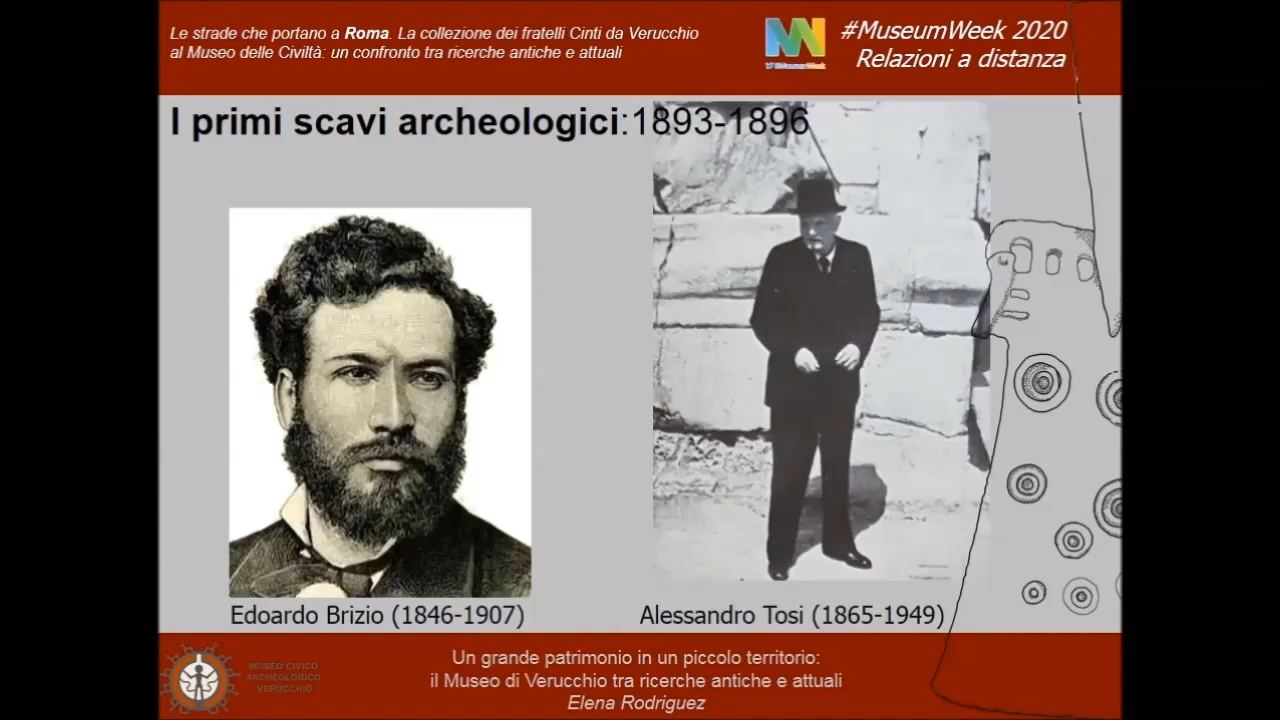 Le strade che portano a Roma. La collezione dei fratelli Cinti da Verucchio
al Museo delle Civiltà: un confronto tra ricerche antiche e attuali
#MuseumWeek 2020
Relazioni a distanza
I primi scavi archeologici:1893-1896
Edoardo Brizio (1846-1907)
Alessandro Tosi (1865-1949)
MUSEO CIVICO
ARCHEOLOGICO
VERUCCHIO
Un grande patrimonio in un piccolo territorio:
il Museo di Verucchio tra ricerche antiche e attuali
Elena Rodriguez